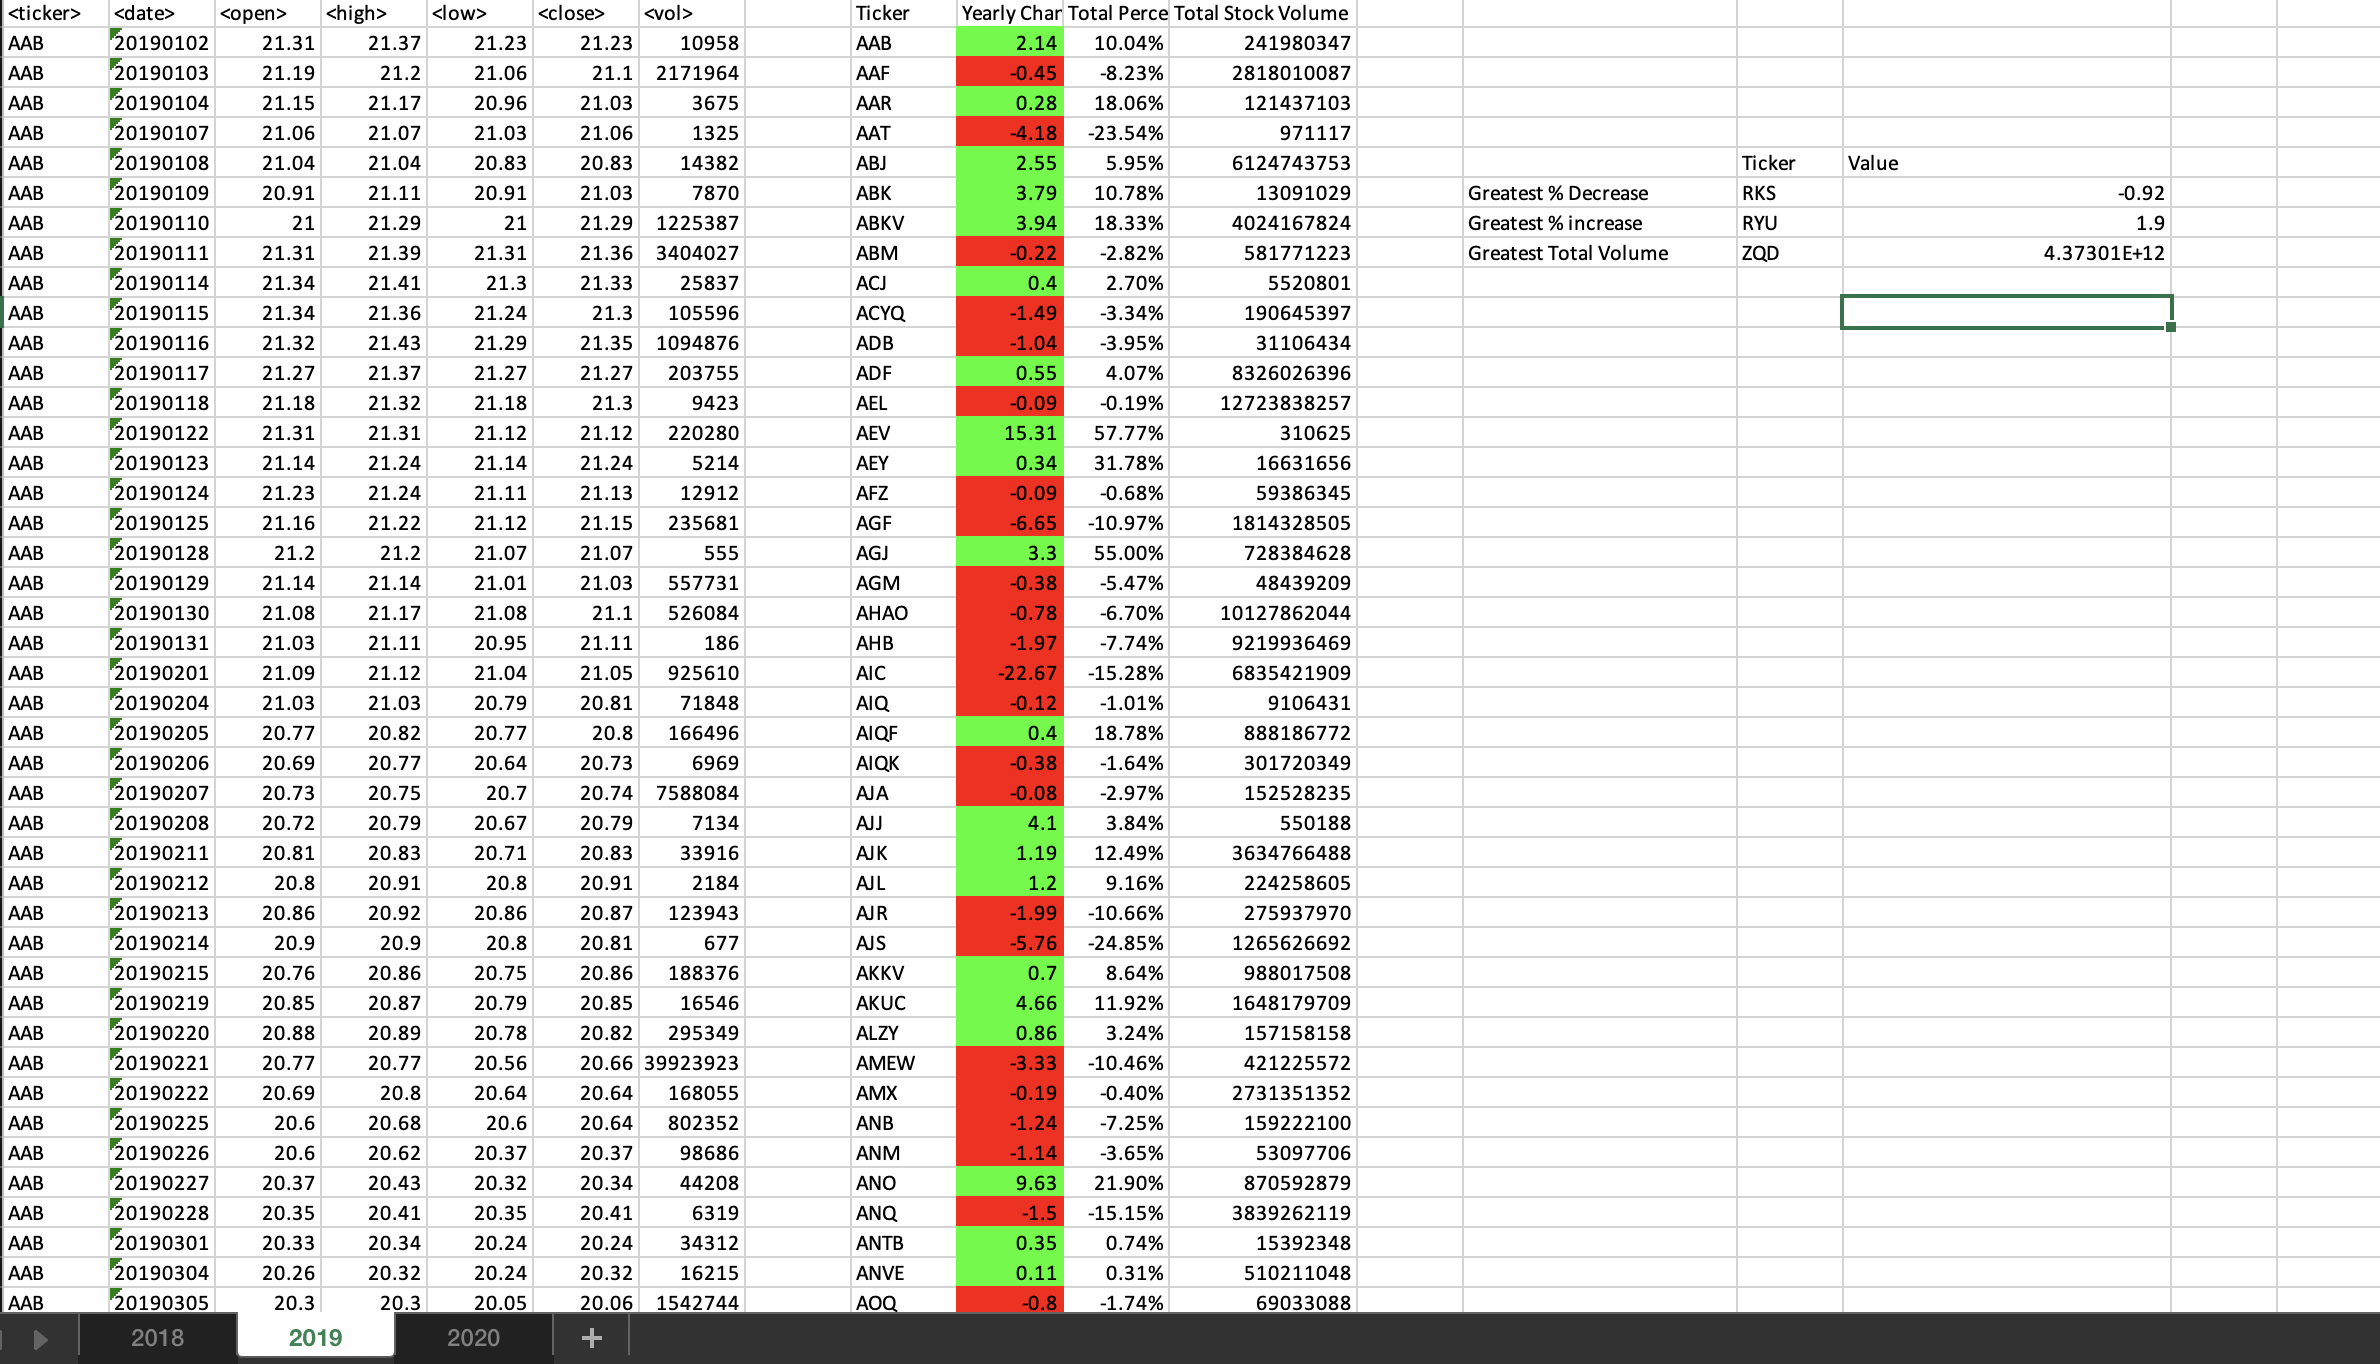 <ticker> <date> <open> <high> <low> <close> <vol> Ticker Yearly Char Total Perce Total Stock Volume
AAB 20190102 21.31 21.37 21.23 21.23 10958 AAB 2.14 10.04% 241980347
AAB 20190103 21.19 21.2 21.06 21.1 2171964 AAF -0.45 -8.23% 2818010087
AAB 20190104 21.15 21.17 20.96 21.03 3675 AAR 0.28 18.06% 121437103
AAB 20190107 21.06 21.07 21.03 21.06 1325 AAT -4.18 -23.54% 971117
AAB 20190108 21.04 21.04 20.83 20.83 14382 ABJ 2.55 5.95% 6124743753 Ticker Value
AAB 20190109 20.91 21.11 20.91 21.03 7870 ABK 3.79 10.78% 13091029 Greatest % Decrease RKS -0.92
AAB 20190110 21 21.29 21 21.29 1225387 ABKV 3.94 18.33% 4024167824 Greatest % increase RYU 1.9
AAB 20190111 21.31 21.39 21.31 21.36 3404027 ABM -0.22 -2.82% 581771223 Greatest Total Volume ZQD 4.37301E+12
AAB 20190114 21.34 21.41 21.3 21.33 25837 ACJ 0.4 2.70% 5520801
AAB 20190115 21.34 21.36 21.24 21.3 105596 ACYQ -1.49 -3.34% 190645397
AAB 20190116 21.32 21.43 21.29 21.35 1094876 ADB -1.04 -3.95% 31106434
AAB 20190117 21.27 21.37 21.27 21.27 203755 ADF 0.55 4.07% 8326026396
AAB 20190118 21.18 21.32 21.18 21.3 9423 AEL -0.09 -0.19% 12723838257
AAB 20190122 21.31 21.31 21.12 21.12 220280 AEV 15.31 57.77% 310625
AAB 20190123 21.14 21.24 21.14 21.24 5214 AEY 0.34 31.78% 16631656
AAB 20190124 21.23 21.24 21.11 21.13 12912 AFZ -0.09 -0.68% 59386345
AAB 20190125 21.16 21.22 21.12 21.15 235681 AGF -6.65 -10.97% 1814328505
AAB 20190128 21.2 21.2 21.07 21.07 555 AGJ 3.3 55.00% 728384628
AAB 20190129 21.14 21.14 21.01 21.03 557731 AGM -0.38 -5.47% 48439209
AAB 20190130 21.08 21.17 21.08 21.1 526084 AHAO -0.78 -6.70% 10127862044
AAB 20190131 21.03 21.11 20.95 21.11 186 AHB -1.97 -7.74% 9219936469
AAB 20190201 21.09 21.12 21.04 21.05 925610 AIC -22.67 -15.28% 6835421909
AAB 20190204 21.03 21.03 20.79 20.81 71848 AIQ -0.12 -1.01% 9106431
AAB 20190205 20.77 20.82 20.77 20.8 166496 AIQF 0.4 18.78% 888186772
AAB 20190206 20.69 20.77 20.64 20.73 6969 AIQK -0.38 -1.64% 301720349
AAB 20190207 20.73 20.75 20.7 20.74 7588084 AJA -0.08 -2.97% 152528235
AAB 20190208 20.72 20.79 20.67 20.79 7134 AJJ 4.1 3.84% 550188
AAB 20190211 20.81 20.83 20.71 20.83 33916 AJK 1.19 12.49% 3634766488
AAB 20190212 20.8 20.91 20.8 20.91 2184 AJL 1.2 9.16% 224258605
AAB 20190213 20.86 20.92 20.86 20.87 123943 AJR -1.99 -10.66% 275937970
AAB 20190214 20.9 20.9 20.8 20.81 677 AJS -5.76 -24.85% 1265626692
AAB 20190215 20.76 20.86 20.75 20.86 188376 AKKV 0.7 8.64% 988017508
AAB 20190219 20.85 20.87 20.79 20.85 16546 AKUC 4.66 11.92% 1648179709
AAB 20190220 20.88 20.89 20.78 20.82 295349 ALZY 0.86 3.24% 157158158
AAB 20190221 20.77 20.77 20.56 20.66 39923923 AMEW -3.33 -10.46% 421225572
AAB 20190222 20.69 20.8 20.64 20.64 168055 AMX -0.19 -0.40% 2731351352
AAB 20190225 20.6 20.68 20.6 20.64 802352 ANB -1.24 -7.25% 159222100
AAB 20190226 20.6 20.62 20.37 20.37 98686 ANM -1.14 -3.65% 53097706
AAB 20190227 20.37 20.43 20.32 20.34 44208 ANO 9.63 21.90% 870592879
AAB 20190228 20.35 20.41 20.35 20.41 6319 ANQ -1.5 -15.15% 3839262119
AAB 20190301 20.33 20.34 20.24 20.24 34312 ANTB 0.35 0.74% 15392348
AAB 20190304 20.26 20.32 20.24 20.32 16215 ANVE 0.11 0.31% 510211048
AAB 20190305 20.3 20.3 20.05 20.06 1542744 AOQ -0.8 -1.74% 69033088
2018 2019 2020 +